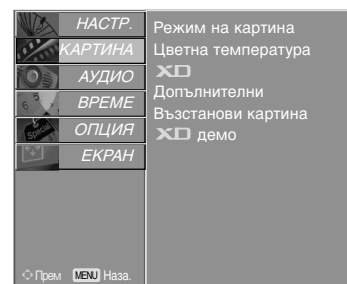 НАСТР.
КАРТИНА
АУДИО
ВРЕМЕ
ОПЦИЯ
ЕКРАН
Режим на картина
Цветна температура
XD
Допълнителни
Възстанови картина
XD демо
Прем MENU Наза.